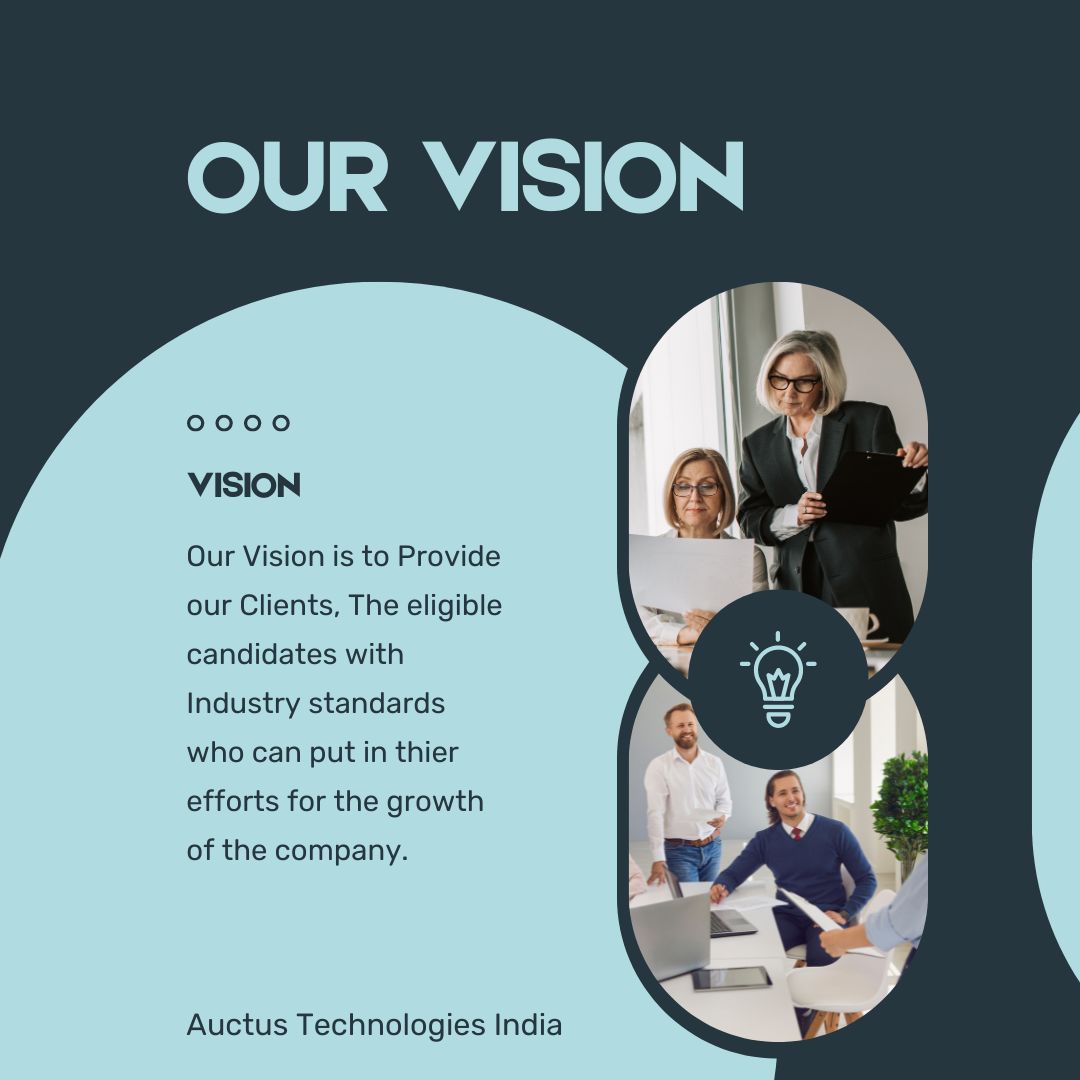 OUR VISION
VISION
Our Vision is to Provide
our Clients, The eligible
candidates with
Industry standards
who can put in thier
efforts for the growth
of the company.
Auctus Technologies India